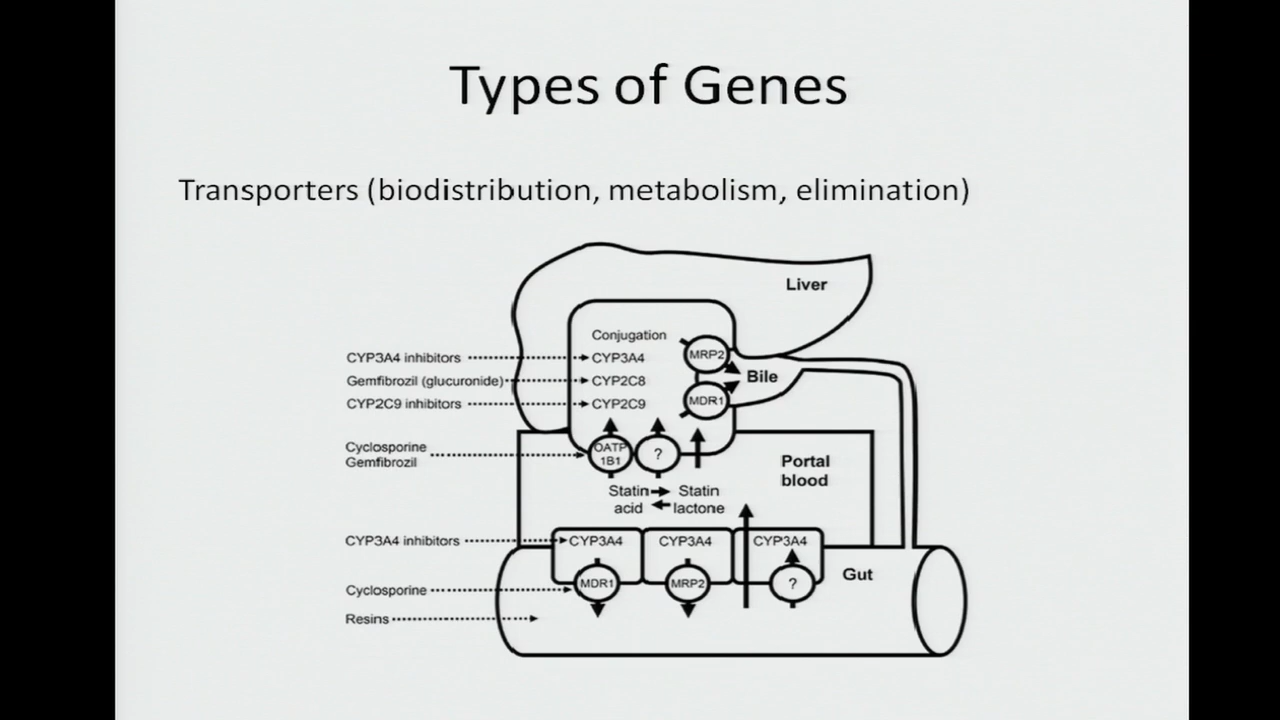 Types of Genes
Transporters (biodistribution, metabolism, elimination)
Liver
Conjugation
CYP3A4 inhibitors
CYP3A4
MRP2
Gemfibrozil (glucuronide)
CYP2C8
Bile
CYP2C9 inhibitors
CYP2C9
MDR1
Cyclosporine
Gemfibrozil
OATP
1B1
?
Portal
blood
Statin
acid
Statin
lactone
CYP3A4 inhibitors
CYP3A4
CYP3A4
CYP3A4
Gut
Cyclosporine
MDR1
MRP2
?
Resins